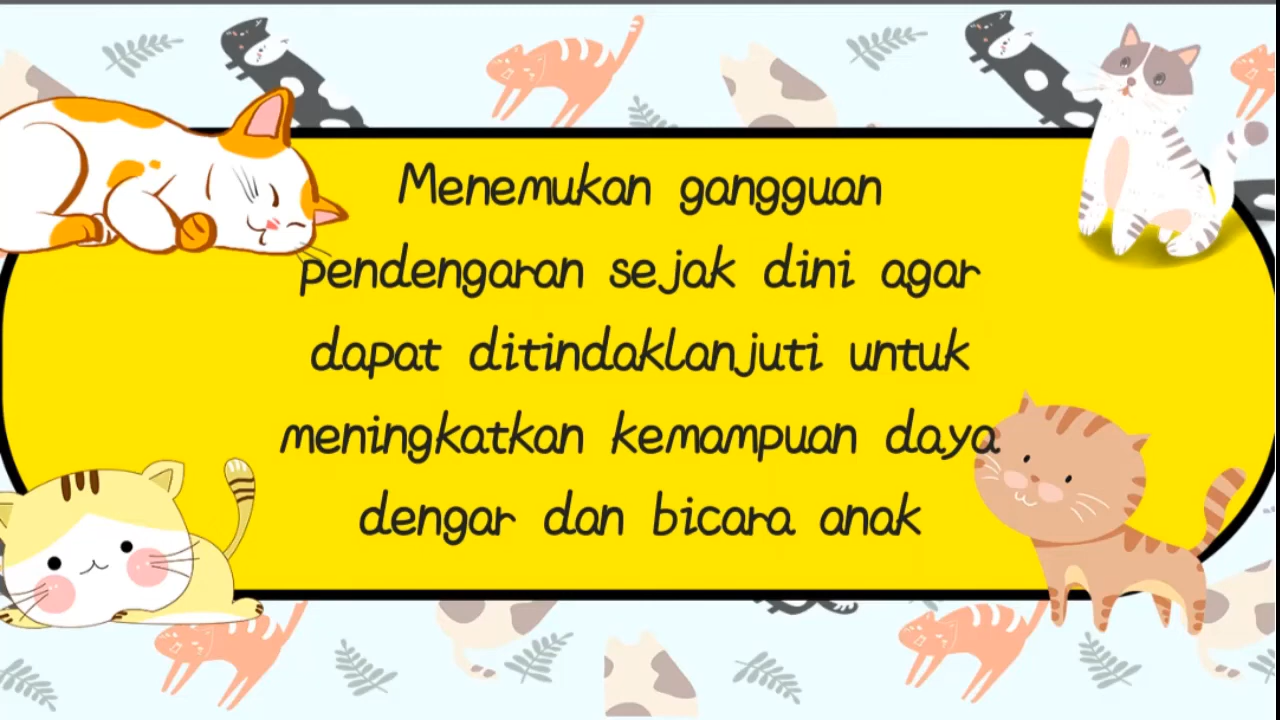 Menemukan gangguan
pendengaran sejak dini agar
dapat ditindaklanjuti untuk
meningkatkan kemampuan daya
dengar dan bicara anak